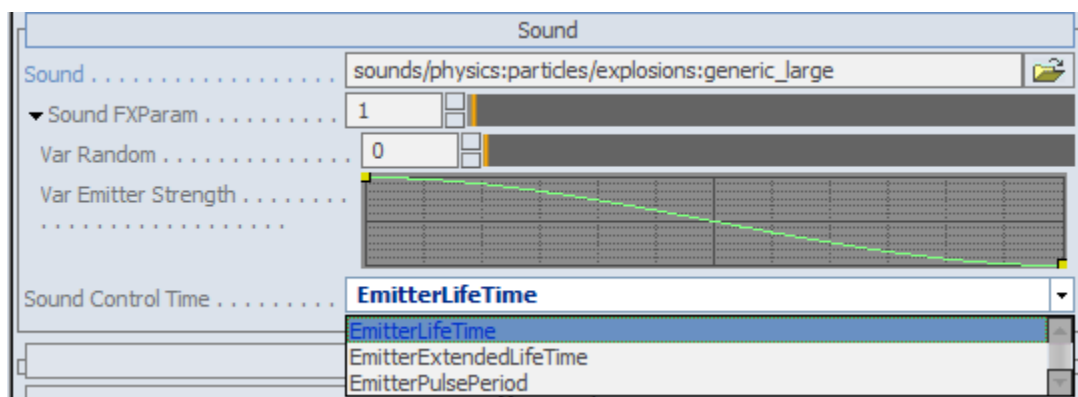 Sound
Sound . . . . . . . . . . . . . . . . . . . sounds/physics:particles/explosions:generic_large
Sound FXParam . . . . . . . . . . 1
Var Random . . . . . . . . . . . . . . 0
Var Emitter Strength . . . . . . . .
. . . . . . . . . . . . . . . . . .
Sound Control Time . . . . . . . . . EmitterLifeTime
EmitterLifeTime
EmitterExtendedLifeTime
EmitterPulsePeriod